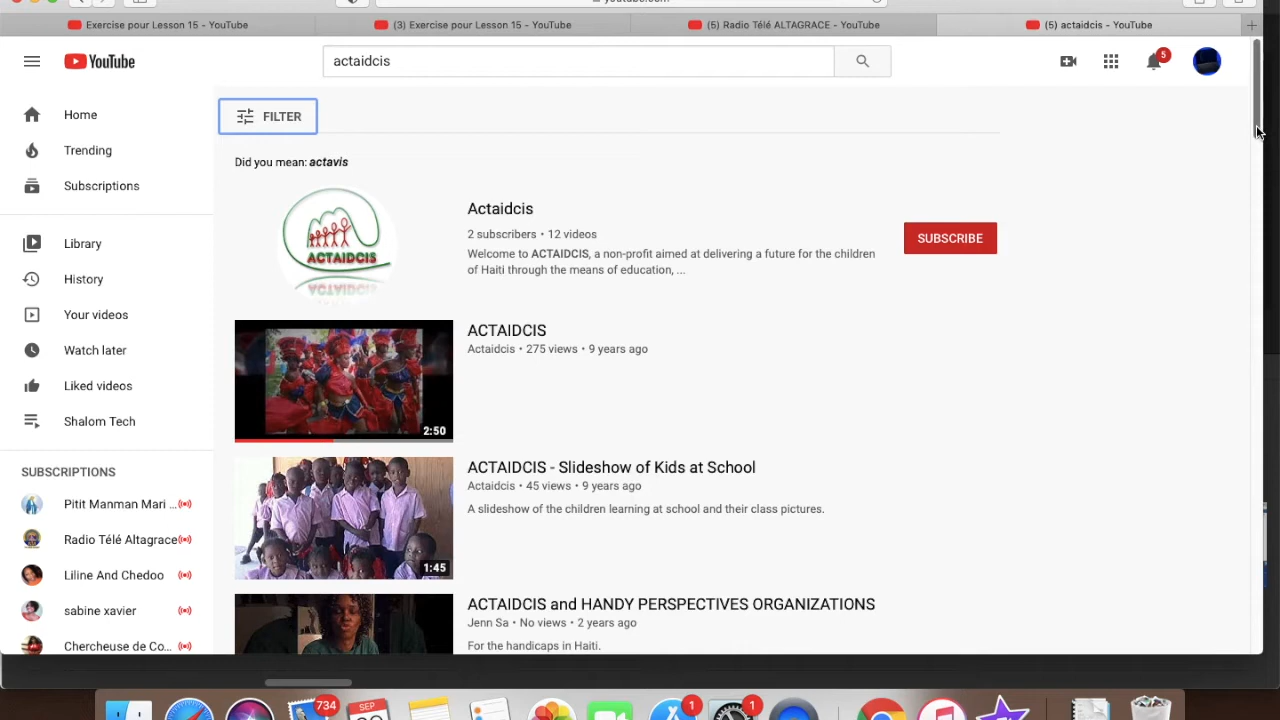 youtube.com
Exercise pour Lesson 15 - YouTube
(3) Exercise pour Lesson 15 - YouTube
(5) Radio Télé ALTAGRACE - YouTube
(5) actaidcis - YouTube
YouTube
actaidcis
5
Home
Trending
Subscriptions
Library
History
Your videos
Watch later
Liked videos
Shalom Tech
SUBSCRIPTIONS
Pitit Manman Mari ...
Radio Télé Altagrace
Liline And Chedoo
sabine xavier
Chercheuse de Co...
FILTER
Did you mean: actavis
ACTAIDCIS
Actaidcis
2 subscribers • 12 videos
Welcome to ACTAIDCIS, a non-profit aimed at delivering a future for the children
of Haiti through the means of education, ...
SUBSCRIBE
2:50
ACTAIDCIS
Actaidcis • 275 views • 9 years ago
1:45
ACTAIDCIS - Slideshow of Kids at School
Actaidcis • 45 views • 9 years ago
A slideshow of the children learning at school and their class pictures.
ACTAIDCIS and HANDY PERSPECTIVES ORGANIZATIONS
Jenn Sa • No views • 2 years ago
For the handicaps in Haiti.
734
SEP
1
1